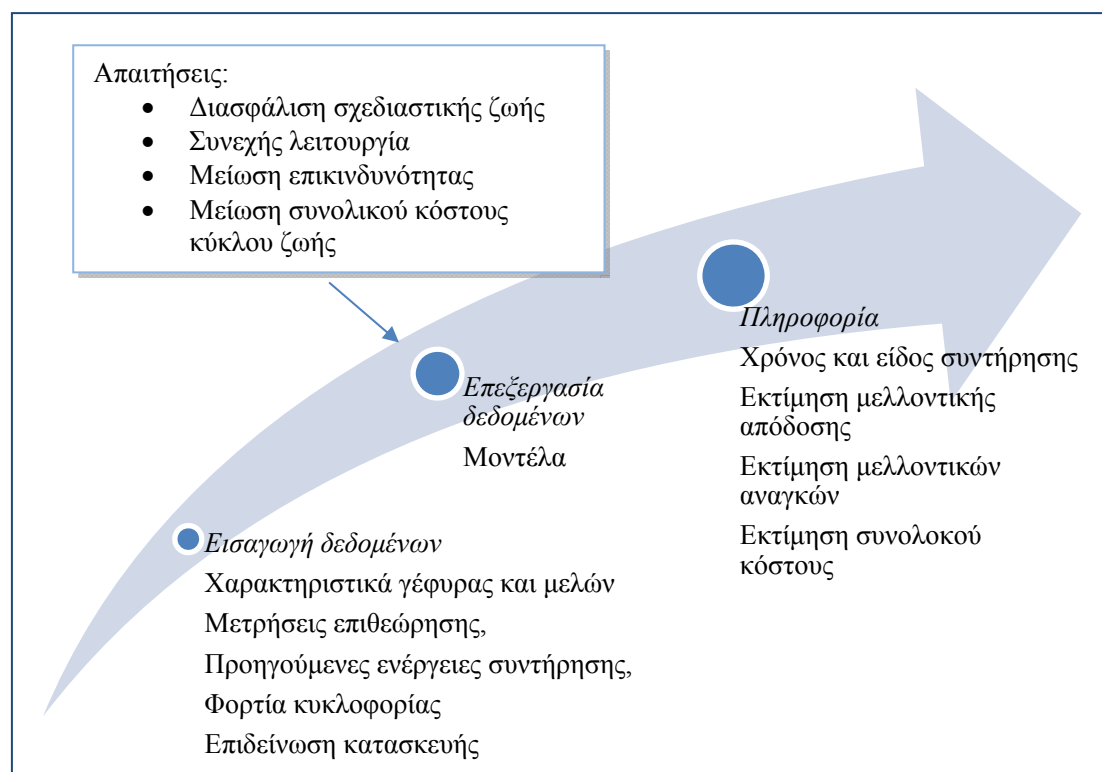 Απαιτήσεις:
• Διασφάλιση σχεδιαστικής ζωής
• Συνεχής λειτουργία
• Μείωση επικινδυνότητας
• Μείωση συνολικού κόστους
κύκλου ζωής
Εισαγωγή δεδομένων
Χαρακτηριστικά γέφυρας και μελών
Μετρήσεις επιθεώρησης,
Προηγούμενες ενέργειες συντήρησης,
Φορτία κυκλοφορίας
Επιδείνωση κατασκευής
Επεξεργασία
δεδομένων
Μοντέλα
Πληροφορία
Χρόνος και είδος συντήρησης
Εκτίμηση μελλοντικής
απόδοσης
Εκτίμηση μελλοντικών
αναγκών
Εκτίμηση συνολοκού
κόστους